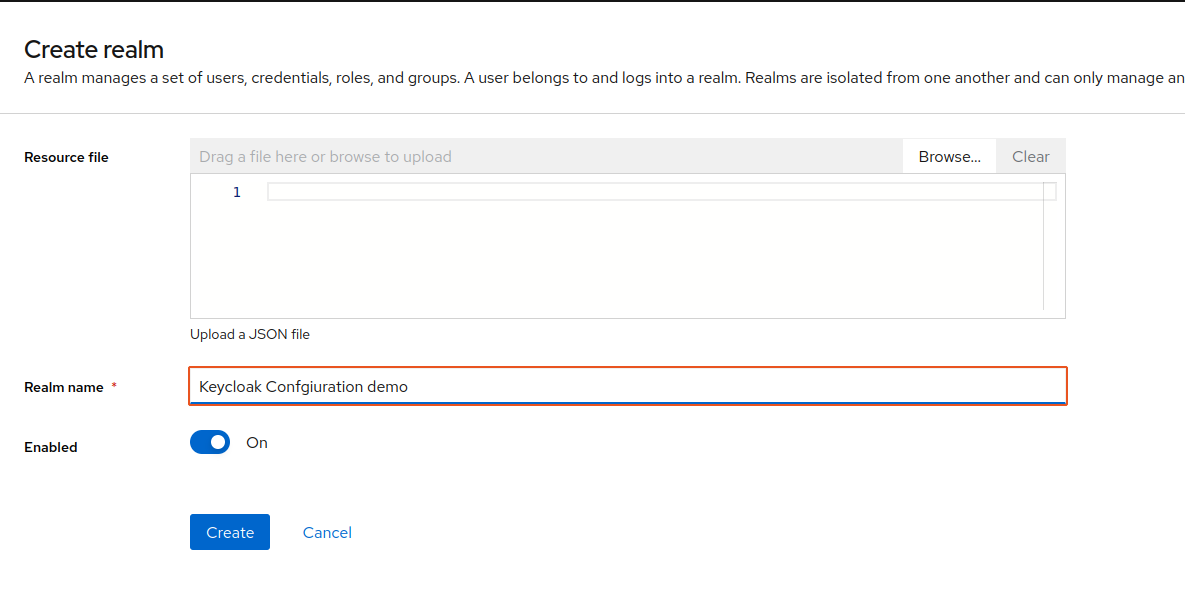 Create realm
A realm manages a set of users, credentials, roles, and groups. A user belongs to and logs into a realm. Realms are isolated from one another and can only manage an
Resource file
Drag a file here or browse to upload
Browse...
Clear
1
Upload a JSON file
Realm name *
Keycloak Confgiuration demo
Enabled
On
Create
Cancel